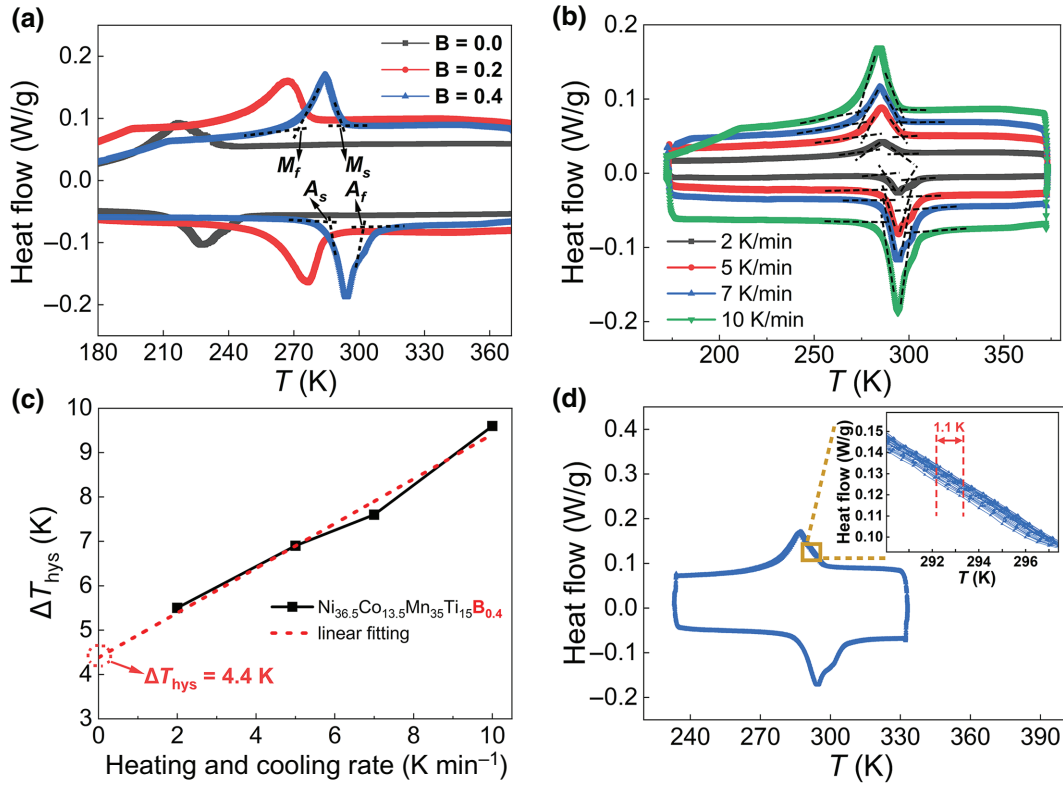 (a)
Heat flow (W/g)
0.2
0.1
0.0
−0.1
−0.2
B = 0.0
B = 0.2
B = 0.4
M_f
M_s
A_s
A_f
180 210 240 270 300 330 360
T (K)
(b)
Heat flow (W/g)
0.2
0.1
0.0
−0.1
−0.2
2 K/min
5 K/min
7 K/min
10 K/min
200 250 300 350
T (K)
(c)
ΔT_hys (K)
10
9
8
7
6
5
4
3
Ni36.5Co13.5Mn35Ti15B0.4
linear fitting
ΔT_hys = 4.4 K
0 2 4 6 8 10
Heating and cooling rate (K min⁻¹)
(d)
Heat flow (W/g)
0.4
0.3
0.2
0.1
0.0
−0.1
−0.2
Heat flow (W/g)
0.15
0.14
0.13
0.12
0.11
0.10
1.1 K
292 294 296
T (K)
240 270 300 330 360 390
T (K)